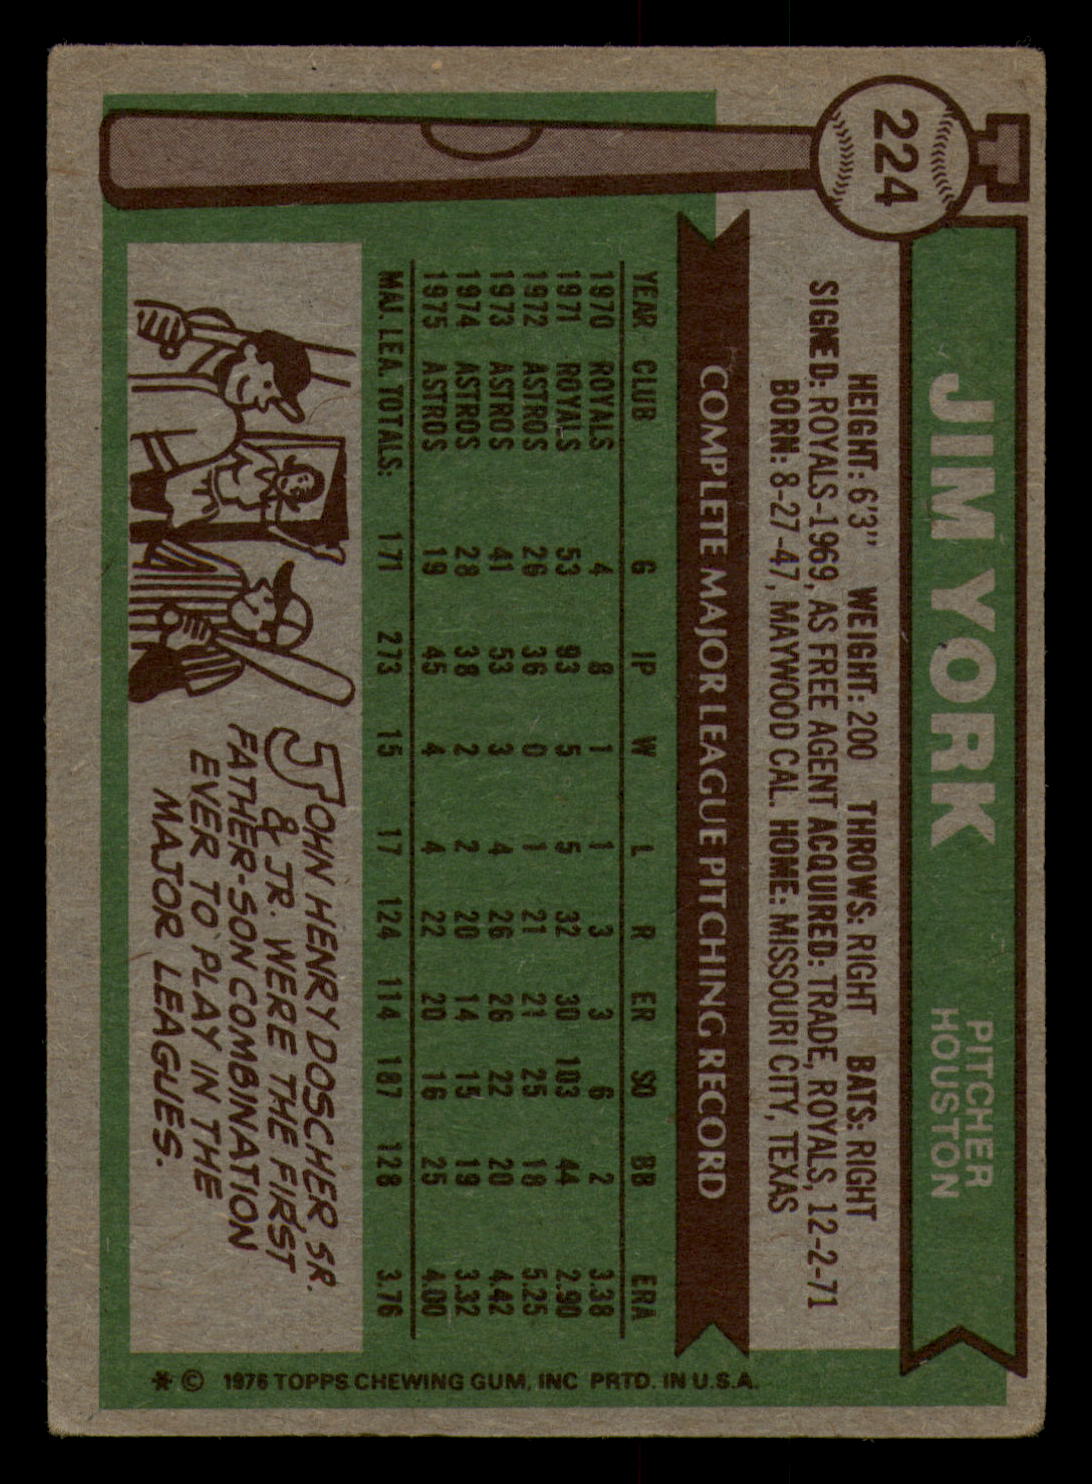 224
JIM YORK
PITCHER
HOUSTON
HEIGHT: 6'3" WEIGHT: 200 THROWS: RIGHT BATS: RIGHT
SIGNED: ROYALS-1969, AS FREE AGENT ACQUIRED: TRADE, ROYALS, 12-2-71
BORN: 8-27-47, MAYWOOD CAL. HOME: MISSOURI CITY, TEXAS
COMPLETE MAJOR LEAGUE PITCHING RECORD
YEAR CLUB G IP W L R ER SO BB ERA
1970 ROYALS 4 8 1 1 3 3 6 2 3.38
1971 ROYALS 53 93 5 5 32 30 103 44 2.90
1972 ASTROS 26 36 0 1 21 21 25 18 5.25
1973 ASTROS 41 53 3 4 26 26 22 20 4.42
1974 ASTROS 28 38 2 2 20 14 15 19 3.32
1975 ASTROS 19 45 4 4 22 20 16 25 4.00
MAJ. LEA. TOTALS: 171 273 15 17 124 114 187 128 3.76
JOHN HENRY DOSCHER SR.
& JR. WERE THE FIRST
FATHER-SON COMBINATION
EVER TO PLAY IN THE
MAJOR LEAGUES.
* © 1976 TOPPS CHEWING GUM, INC PRTD. IN U.S.A.